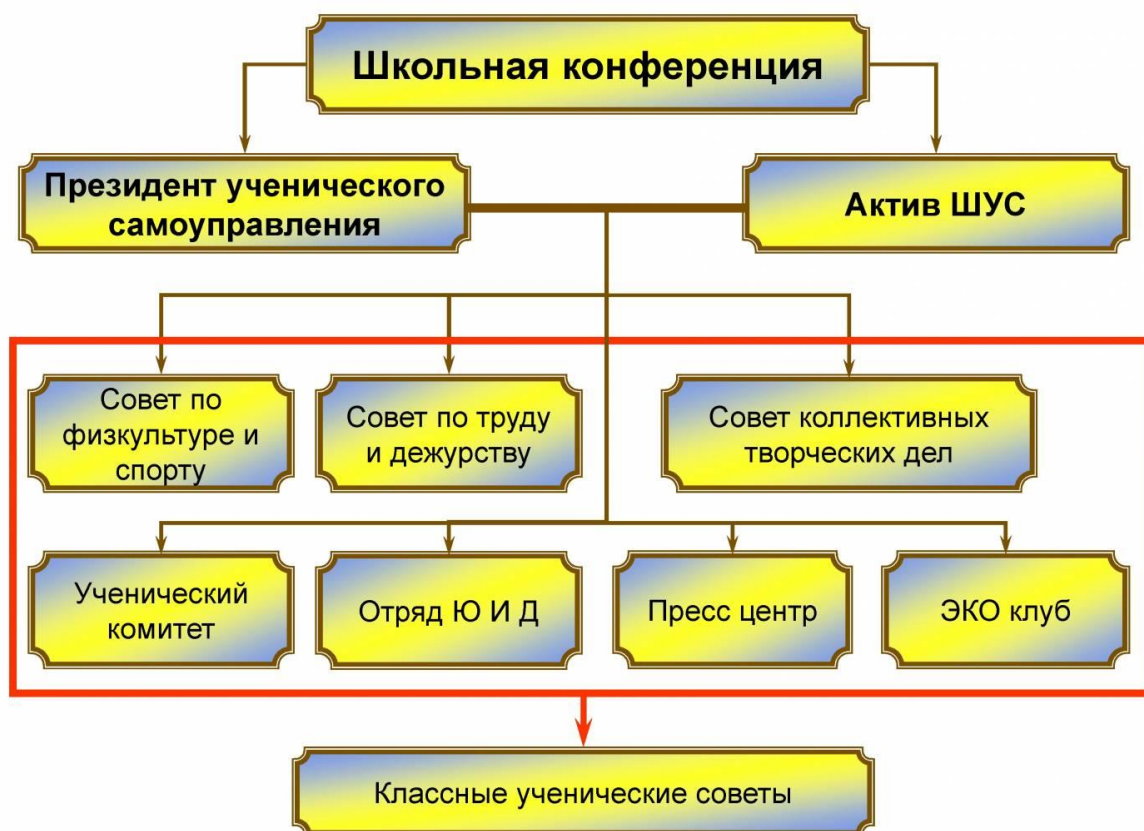 Школьная конференция
Президент ученического
самоуправления
Актив ШУС
Совет по
физкультуре и
спорту
Совет по труду
и дежурству
Совет коллективных
творческих дел
Ученический
комитет
Отряд Ю И Д
Пресс центр
ЭКО клуб
Классные ученические советы